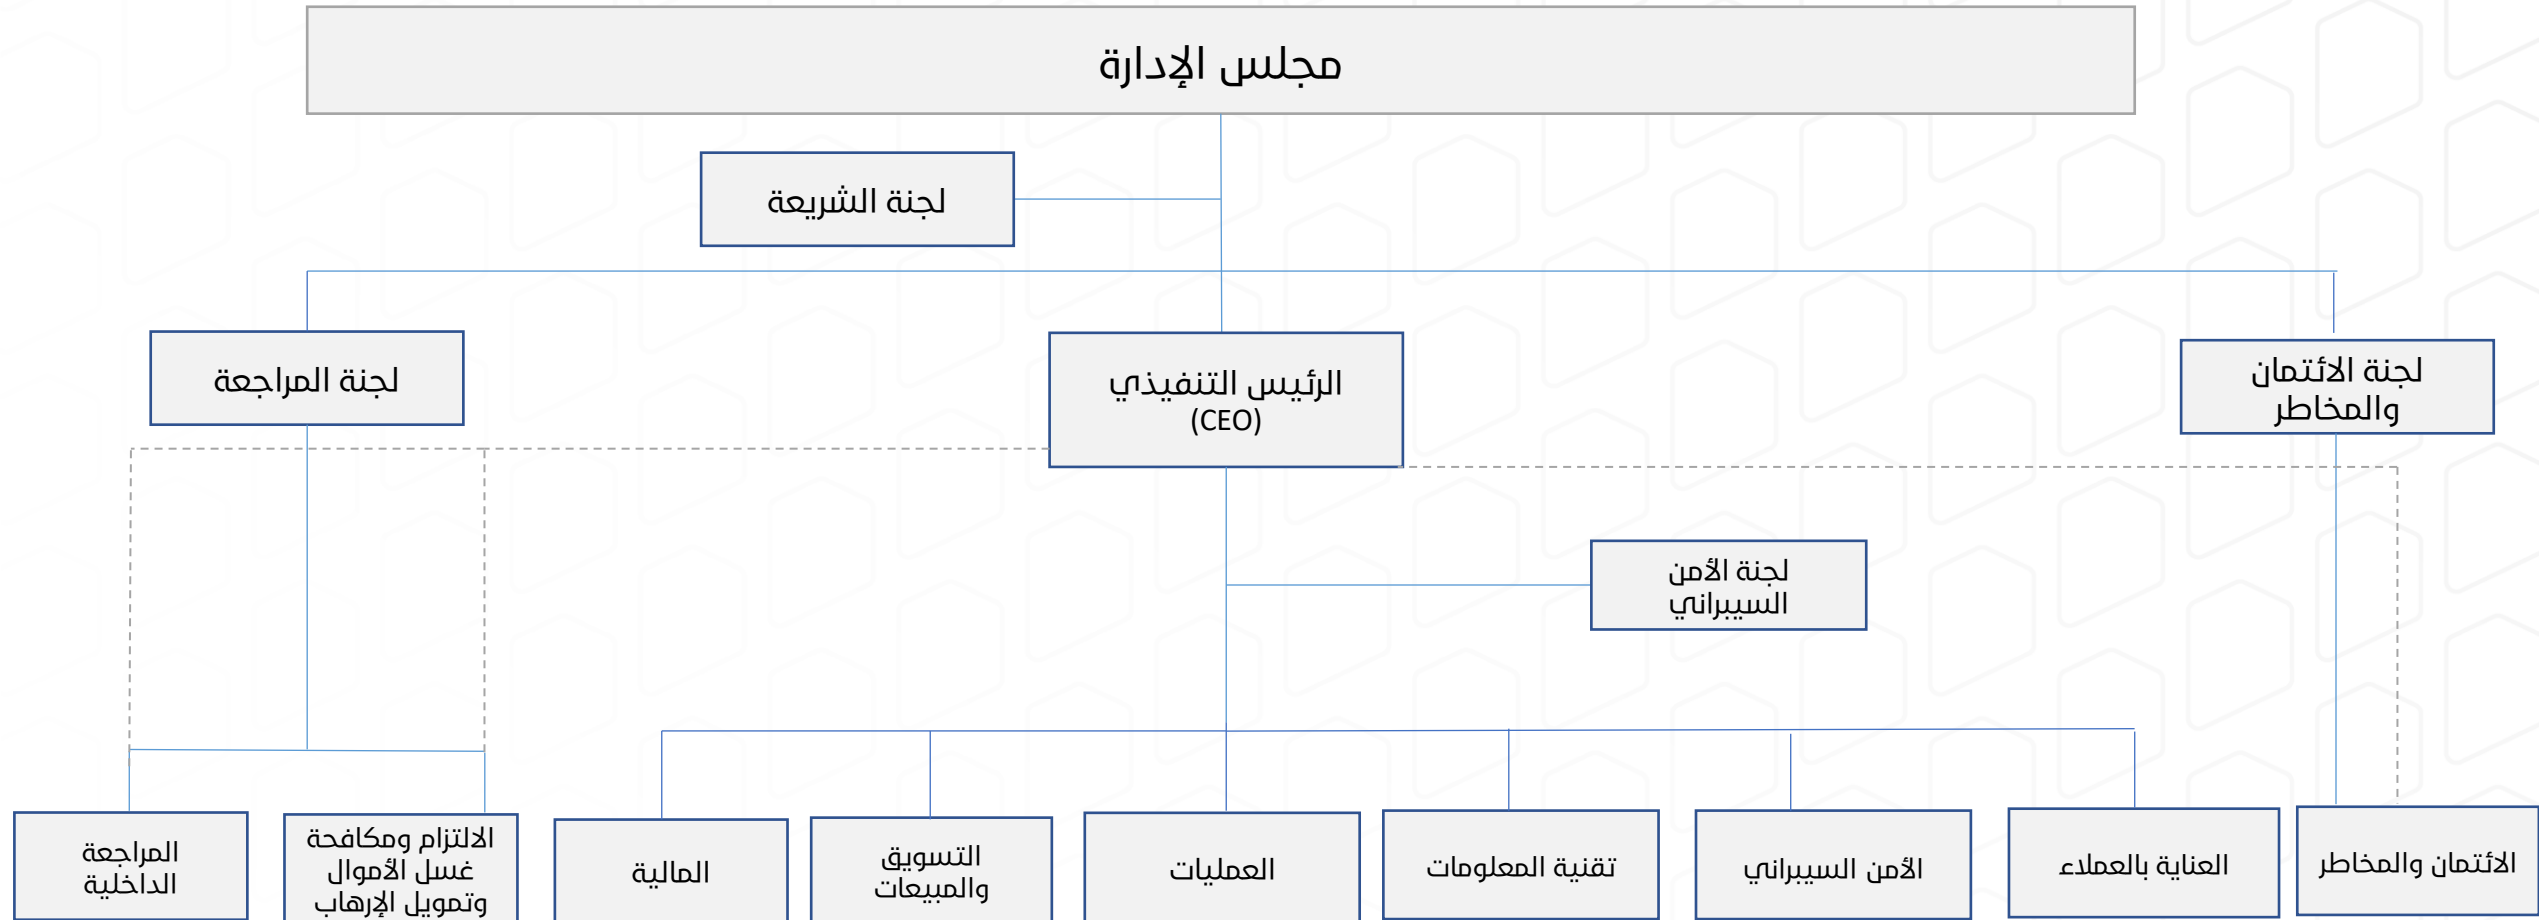 مجلس الإدارة
لجنة الشريعة
لجنة الائتمان
والمخاطر
الرئيس التنفيذي
(CEO)
لجنة المراجعة
لجنة الأمن
السيبراني
الائتمان والمخاطر
العناية بالعملاء
الأمن السيبراني
تقنية المعلومات
العمليات
التسويق
والمبيعات
المالية
الالتزام ومكافحة
غسل الأموال
وتمويل الإرهاب
المراجعة
الداخلية